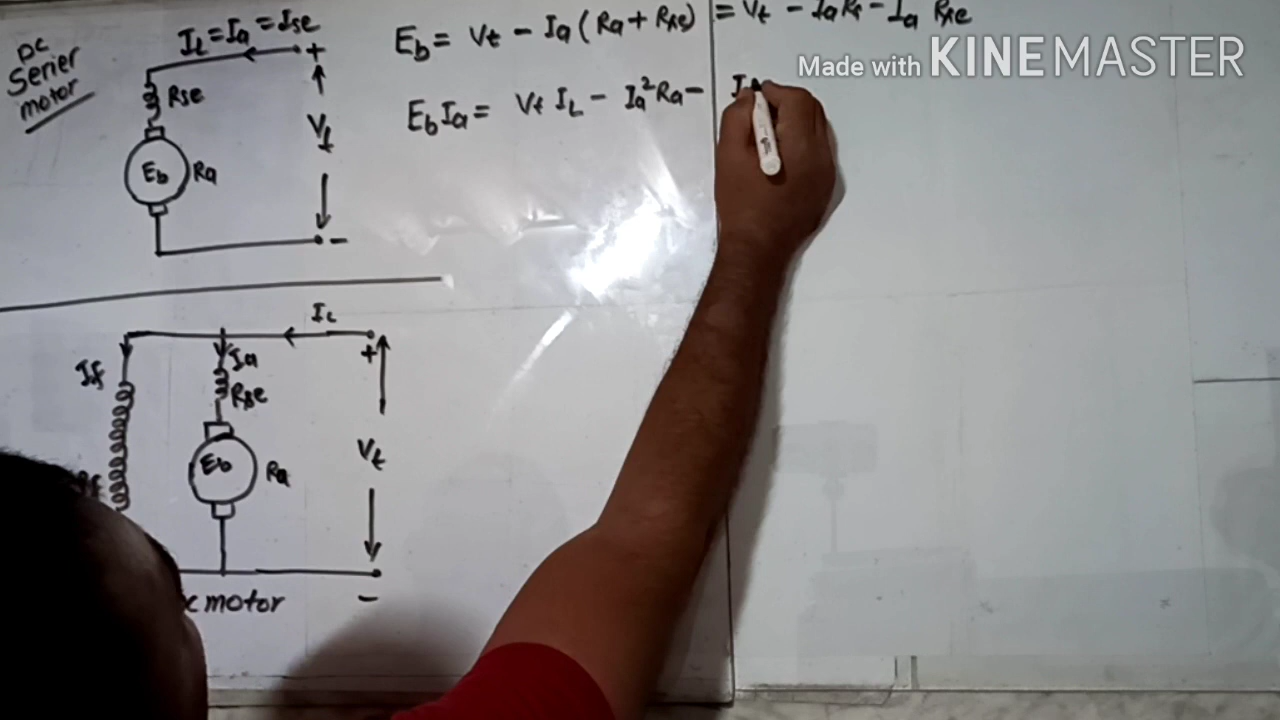 DC
Series
motor
IL = Ia = Ise
+
Rse
Vt
Eb Ra
-
Eb = Vt - Ia (Ra + Rse) = Vt - IaRa - Ia Rse
Made with KINEMASTER
Eb Ia = Vt IL - Ia²Ra -
IL
+
If
Ia
Rse
Vt
Eb Ra
motor
-